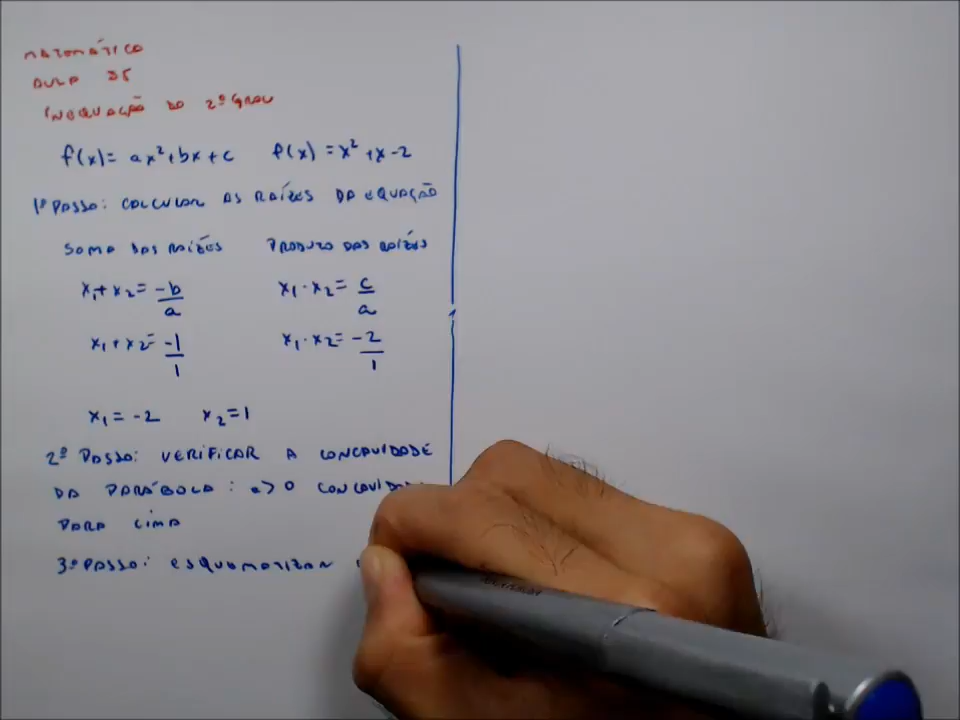 MATEMÁTICA
AULA 35
INEQUAÇÃO DO 2º GRAU
f(x)= ax²+bx+c f(x)=x²+x-2
1º PASSO: CALCULAR AS RAÍZES DA EQUAÇÃO
SOMA DAS RAÍZES PRODUTO DAS RAÍZES
x₁+x₂=-b/a x₁·x₂=c/a
x₁+x₂=-1/1 x₁·x₂=-2/1
x₁=-2 x₂=1
2º PASSO: VERIFICAR A CONCAVIDADE
DA PARÁBOLA: a>0 CONCAVIDADE
PARA CIMA
3º PASSO: ESQUEMATIZAR